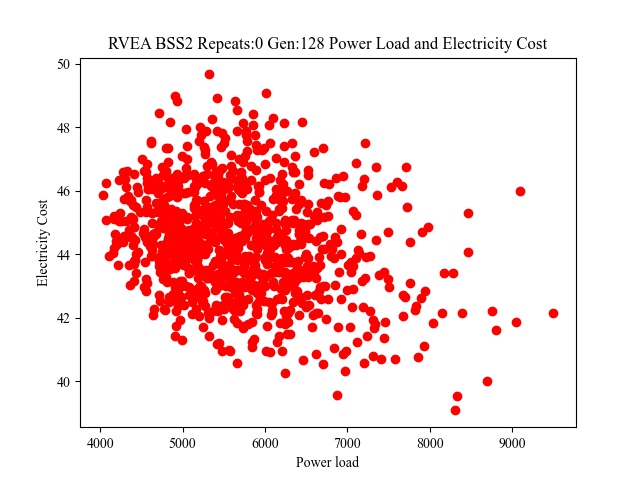 RVEA BSS2 Repeats:0 Gen:128 Power Load and Electricity Cost
50
48
46
44
42
40
Electricity Cost
4000 5000 6000 7000 8000 9000
Power load